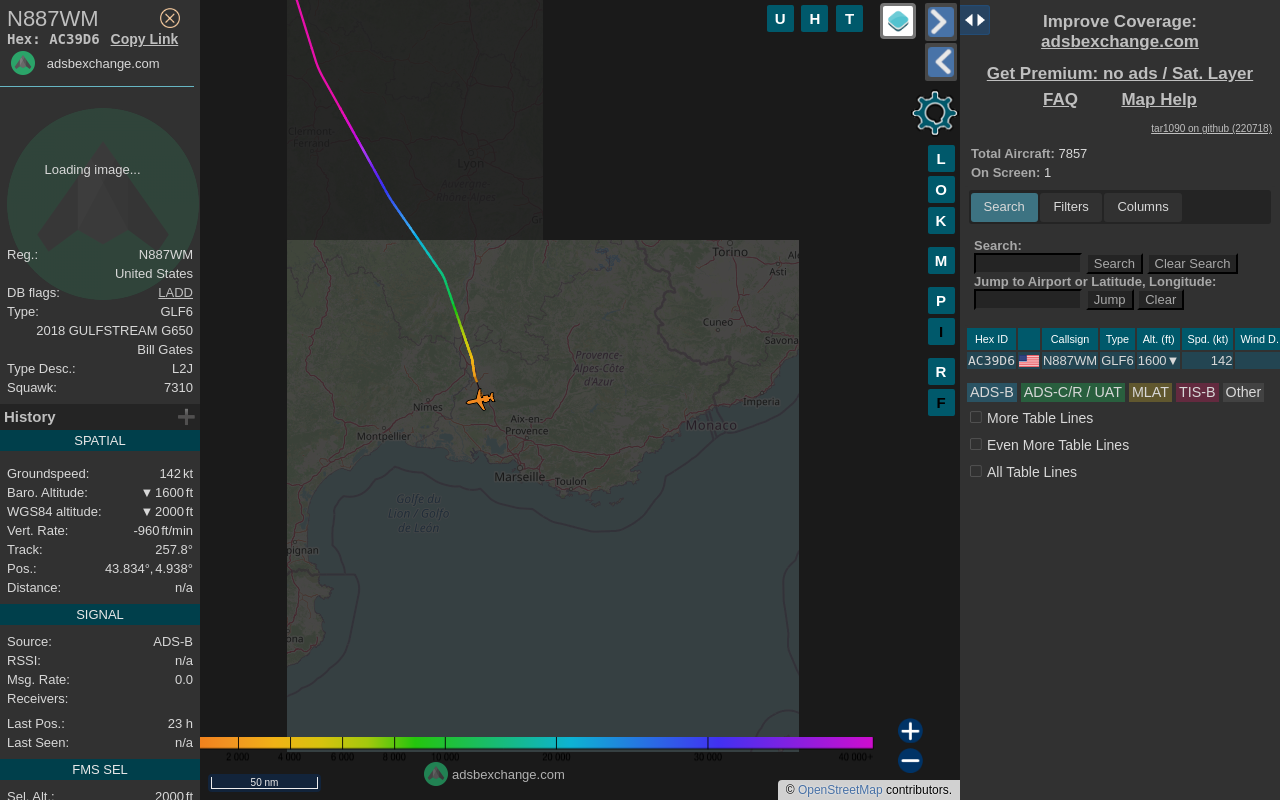 N887WM
Hex: AC39D6 Copy Link
adsbexchange.com
Loading image...
Reg.: N887WM
United States
DB flags: LADD
Type: GLF6
2018 GULFSTREAM G650
Bill Gates
Type Desc.: L2J
Squawk: 7310
History
SPATIAL
Groundspeed: 142 kt
Baro. Altitude: ▼ 1600 ft
WGS84 altitude: ▼ 2000 ft
Vert. Rate: -960 ft/min
Track: 257.8°
Pos.: 43.834°, 4.938°
Distance: n/a
SIGNAL
Source: ADS-B
RSSI: n/a
Msg. Rate: 0.0
Receivers:
Last Pos.: 23 h
Last Seen: n/a
FMS SEL
Sel. Alt.: 2000 ft
U H T
L
O
K
M
P
I
R
F
Clermont-
Ferrand
Lyon
Auvergne-
Rhône-Alpes
Torino
Asti
Cuneo
Savona
Provence-
Alpes-Côte
d'Azur
Nîmes
Aix-en-
Provence
Imperia
Montpellier
Monaco
Marseille
Toulon
Golfe du
Lion / Golfo
de León
pignan
ona
2 000 4 000 6 000 8 000 10 000 20 000 30 000 40 000+
50 nm
adsbexchange.com
© OpenStreetMap contributors.
Improve Coverage:
adsbexchange.com
Get Premium: no ads / Sat. Layer
FAQ Map Help
tar1090 on github (220718)
Total Aircraft: 7857
On Screen: 1
Search Filters Columns
Search:
Search Clear Search
Jump to Airport or Latitude, Longitude:
Jump Clear
Hex ID Callsign Type Alt. (ft) Spd. (kt) Wind D.
AC39D6 N887WM GLF6 1600▼ 142
ADS-B ADS-C/R / UAT MLAT TIS-B Other
More Table Lines
Even More Table Lines
All Table Lines